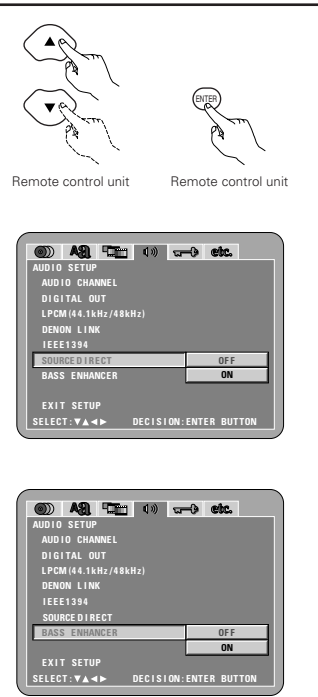 ENTER
Remote control unit Remote control unit
AUDIO SETUP
AUDIO CHANNEL
DIGITAL OUT
LPCM (44.1kHz/48kHz)
DENON LINK
IEEE1394
SOURCE DIRECT OFF
BASS ENHANCER ON
EXIT SETUP
SELECT:▼▲◄► DECISION:ENTER BUTTON
etc.
AUDIO SETUP
AUDIO CHANNEL
DIGITAL OUT
LPCM (44.1kHz/48kHz)
DENON LINK
IEEE1394
SOURCE DIRECT
BASS ENHANCER OFF
ON
EXIT SETUP
SELECT:▼▲◄► DECISION:ENTER BUTTON